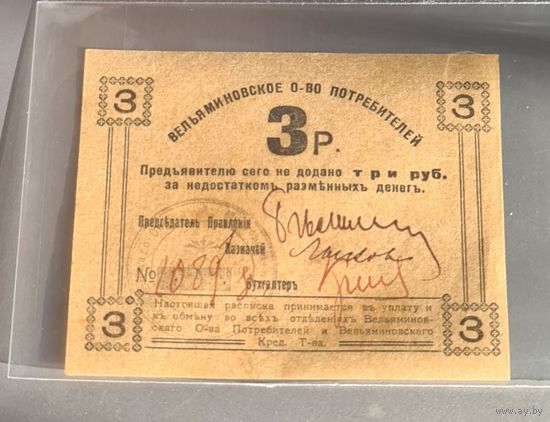 3 3
ВЕЛЬЯМИНОВСКОЕ О-ВО ПОТРЕБИТЕЛЕЙ
3 Р.
Предъявителю сего не додано три руб.
за недостаткомъ размѣнныхъ денегъ.
Предсѣдатель Правленія
Казначей
№ 1089
Бухгалтеръ
3 3
Настоящая расписка принимается въ уплату и
къ обмѣну во всѣхъ отдѣленіяхъ Вельяминов-
скаго О-ва Потребителей и Вельяминовскаго
Кред. Т-ва.
www.ay.by